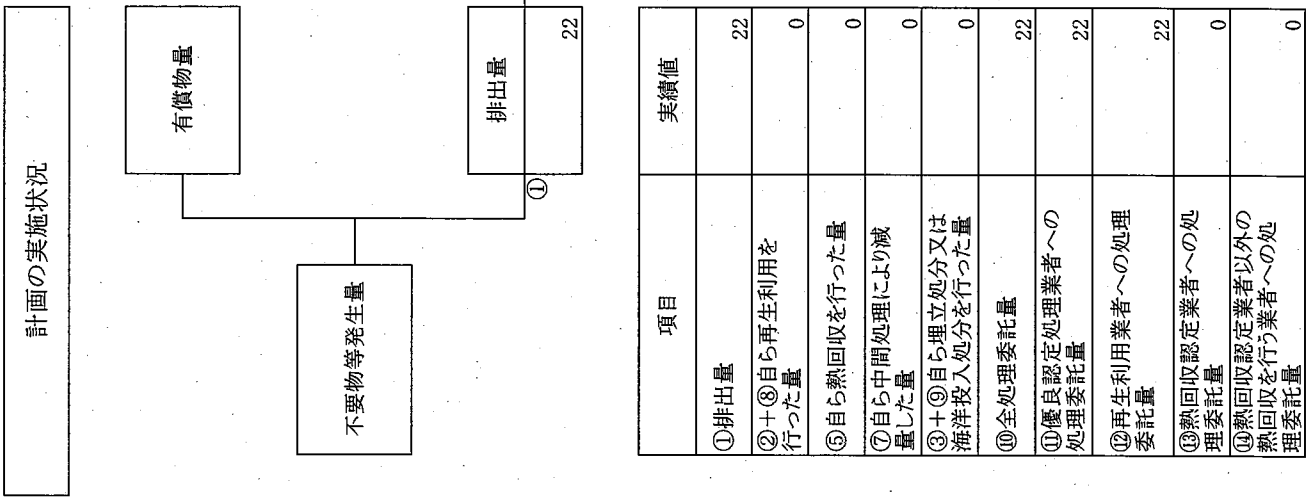 計画の実施状況
有償物量
不要物等発生量
排出量
①
22
項目
実績値
①排出量
22
②+⑧自ら再生利用を
行った量
0
⑤自ら熱回収を行った量
0
⑦自ら中間処理により減
量した量
0
③+⑨自ら埋立処分又は
海洋投入処分を行った量
0
⑩全処理委託量
22
⑪優良認定処理業者への
処理委託量
22
⑫再生利用業者への処理
委託量
22
⑬熱回収認定業者への処
理委託量
0
⑭熱回収認定業者以外の
熱回収を行う業者への処
理委託量
0